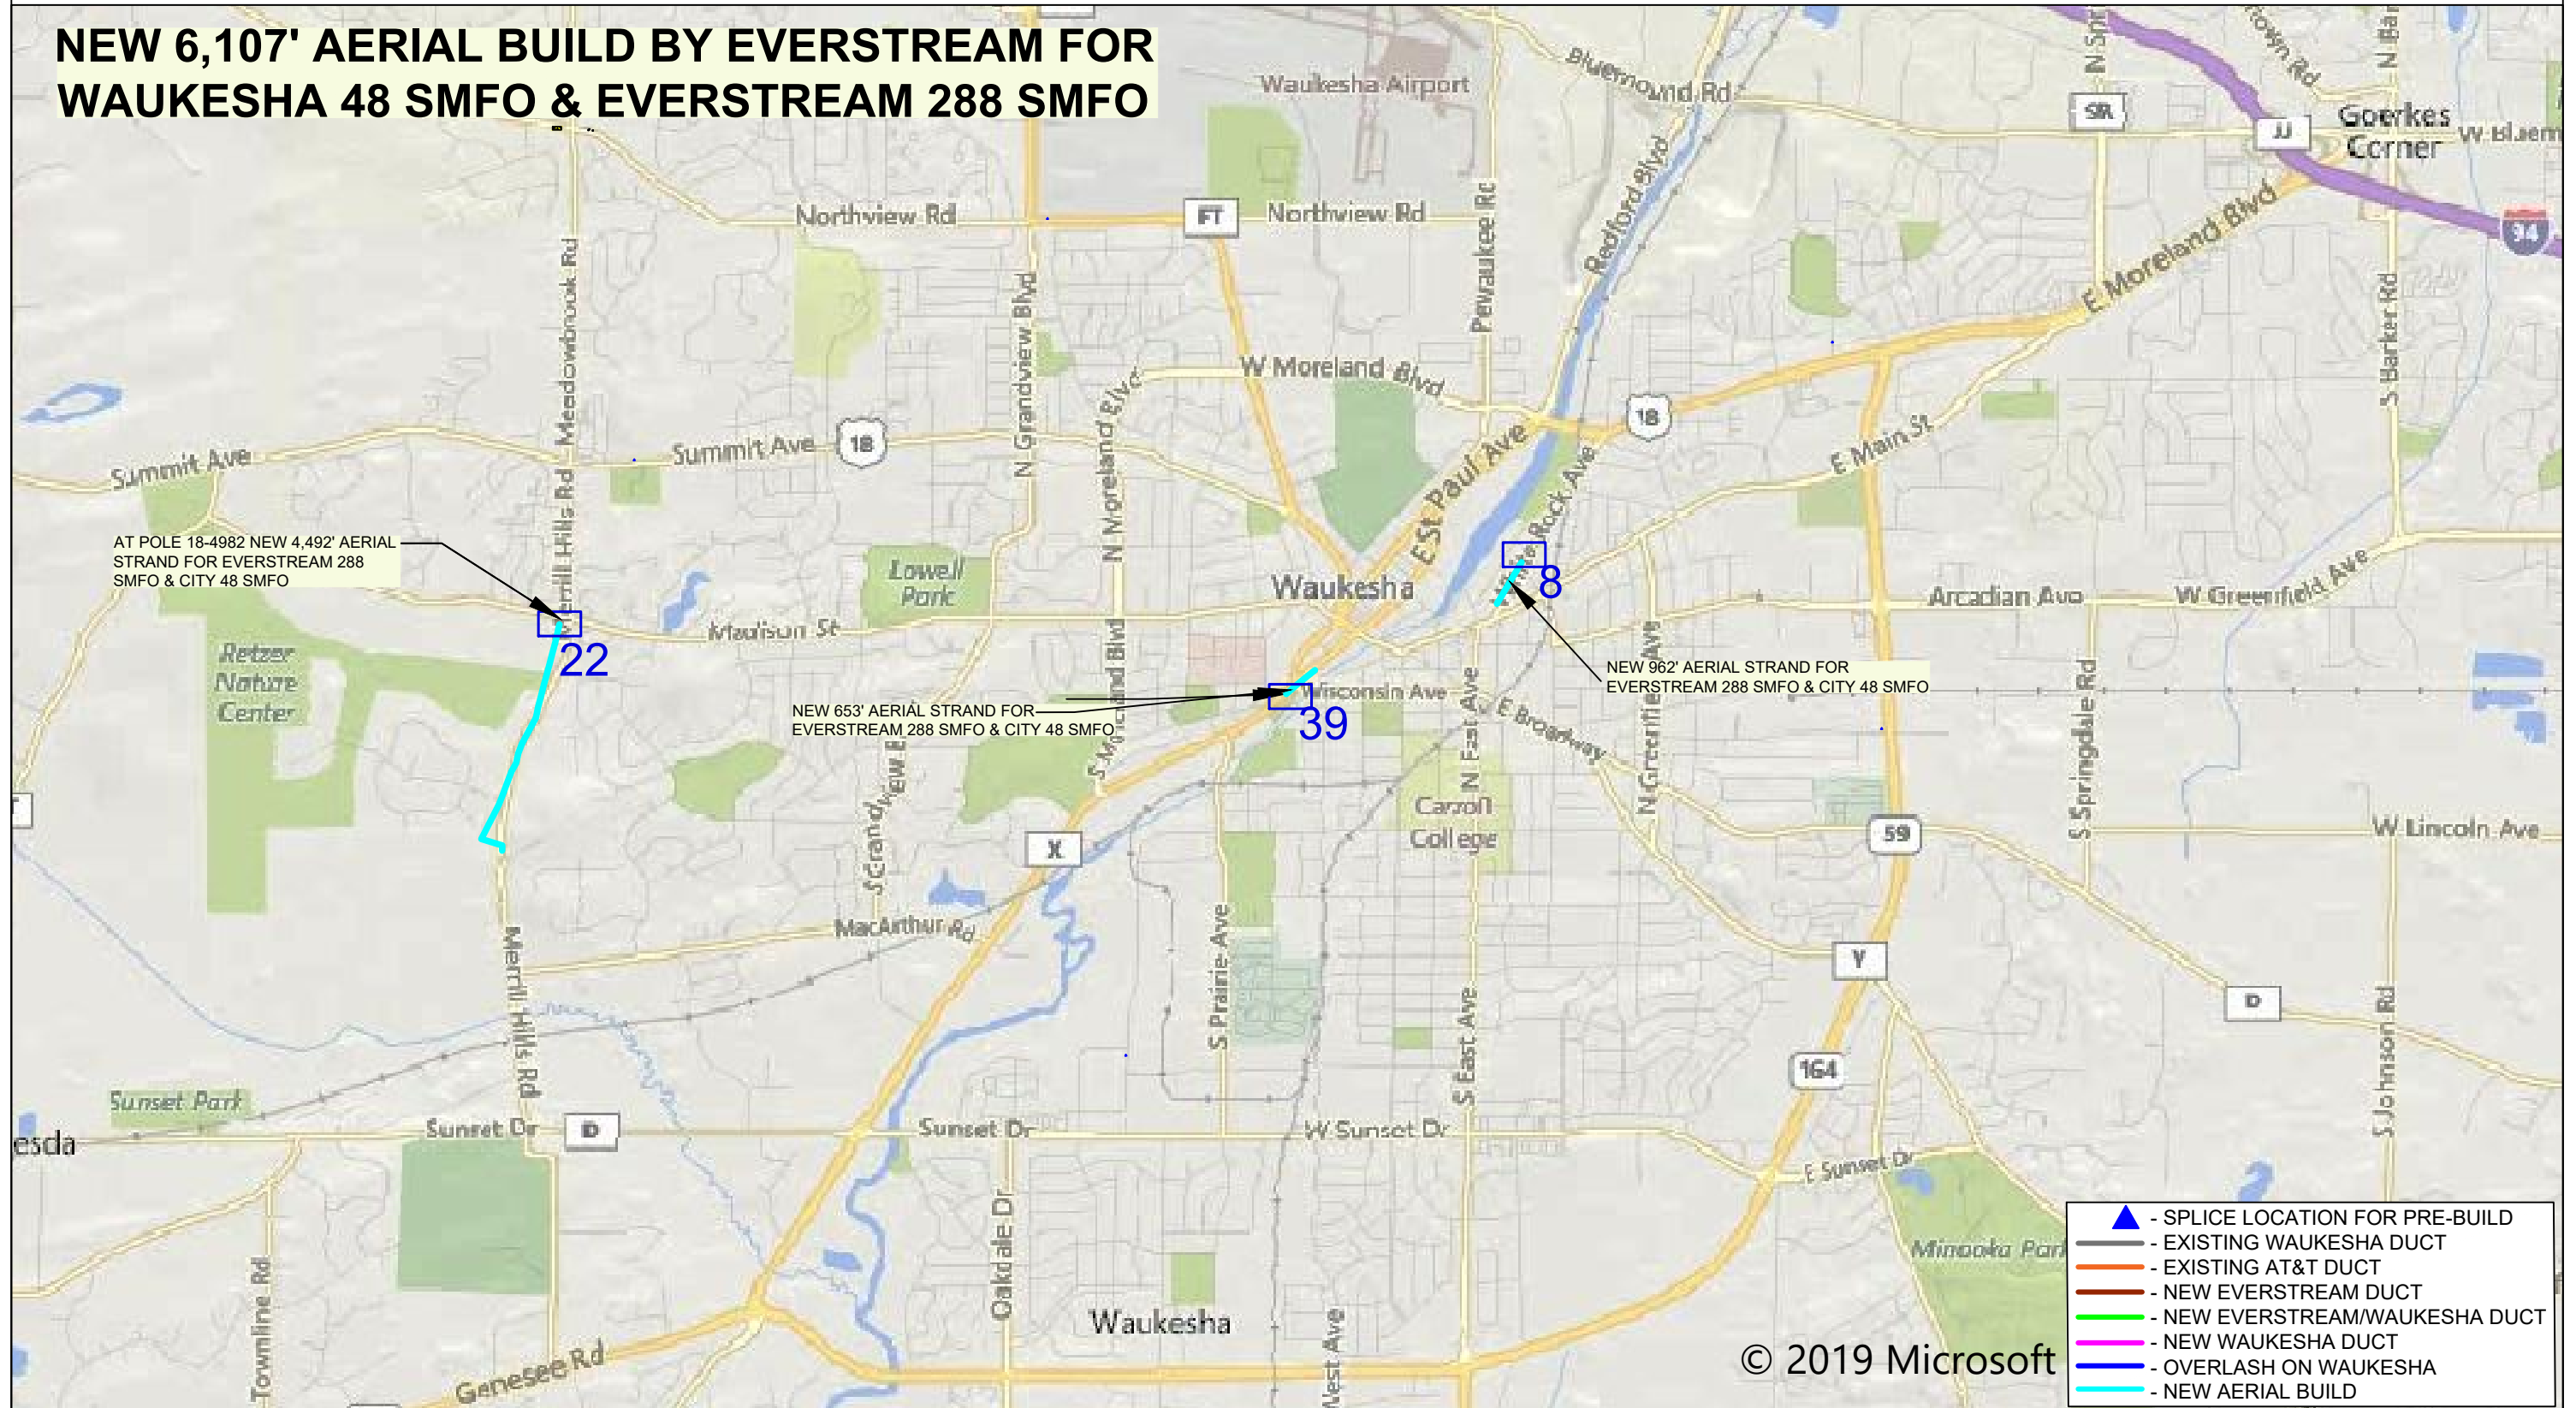 NEW 6,107' AERIAL BUILD BY EVERSTREAM FOR
WAUKESHA 48 SMFO & EVERSTREAM 288 SMFO
Waukesha Airport
Bluemound Rd
SR
JJ
Goerkes
Corner
W Bluem
94
Northview Rd
FT
Northview Rd
Pewaukee Rd
Redford Blvd
E Moreland Blvd
Meadowbrook Rd
N Grandview Blvd
S Barker Rd
W Moreland Blvd
N Moreland Blvd
18
Summit Ave
Summit Ave
18
E St Paul Ave
E Main St
Merrill Hills Rd
AT POLE 18-4982 NEW 4,492' AERIAL
STRAND FOR EVERSTREAM 288
SMFO & CITY 48 SMFO
22
Lowell
Park
Waukesha
8
Arcadian Ave
W Greenfield Ave
Madison St
Retzer
Nature
Center
NEW 962' AERIAL STRAND FOR
EVERSTREAM 288 SMFO & CITY 48 SMFO
Wisconsin Ave
39
NEW 653' AERIAL STRAND FOR
EVERSTREAM 288 SMFO & CITY 48 SMFO
E Broadway
N East Ave
N Greenfield Ave
S Springdale Rd
Carroll
College
X
59
W Lincoln Ave
MacArthur Rd
Merrill Hills Rd
S Prairie Ave
S East Ave
Y
D
164
S Johnson Rd
Sunset Park
esda
Sunset Dr
D
Sunset Dr
W Sunset Dr
E Sunset Dr
Oakdale Dr
Townline Rd
Minooka Park
Waukesha
West Ave
Genesee Rd
© 2019 Microsoft
- SPLICE LOCATION FOR PRE-BUILD
- EXISTING WAUKESHA DUCT
- EXISTING AT&T DUCT
- NEW EVERSTREAM DUCT
- NEW EVERSTREAM/WAUKESHA DUCT
- NEW WAUKESHA DUCT
- OVERLASH ON WAUKESHA
- NEW AERIAL BUILD